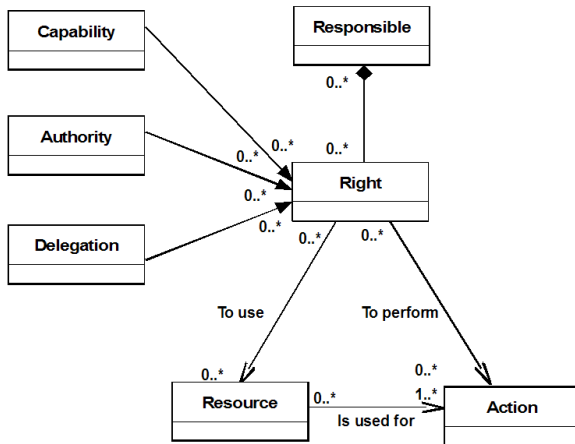 Capability
Responsible
0..*
0..*
Authority
0..*
0..*
0..*
Right
0..*
Delegation
0..*
0..*
0..*
To use
To perform
0..*
0..*
0..*
1..*
Resource
Is used for
Action